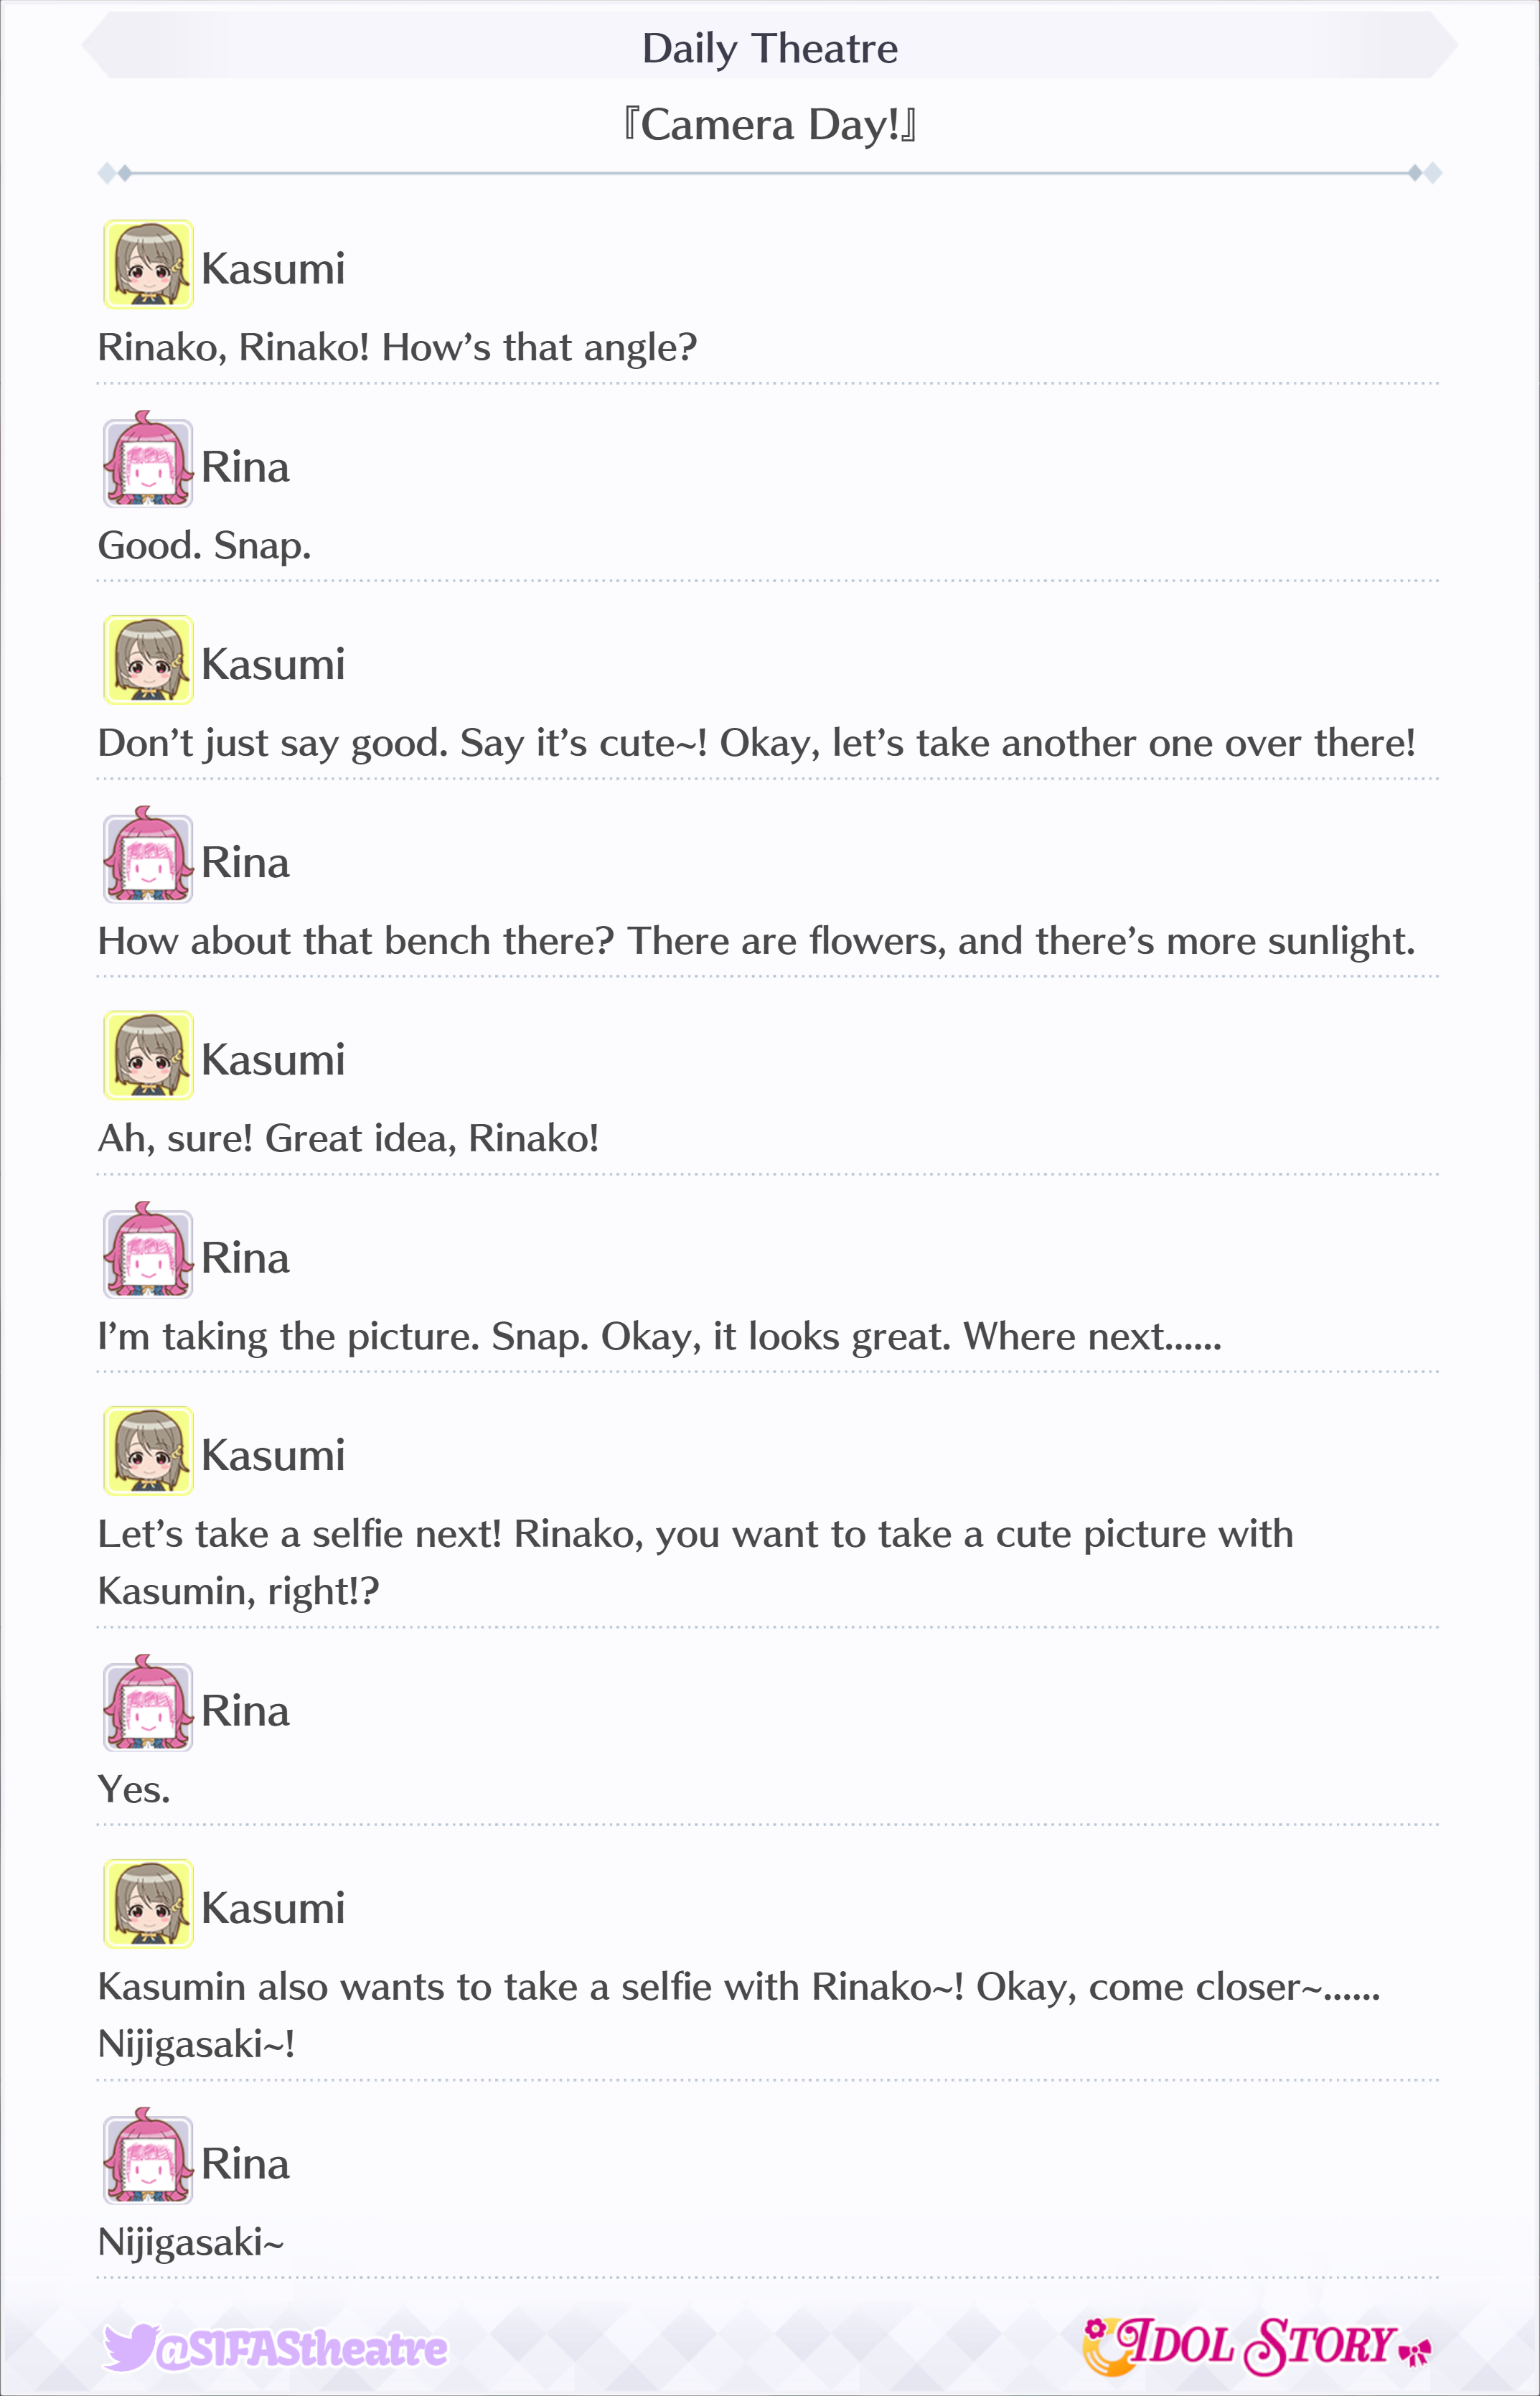 Daily Theatre
『Camera Day!』
Kasumi
Rinako, Rinako! How’s that angle?
Rina
Good. Snap.
Kasumi
Don’t just say good. Say it’s cute~! Okay, let’s take another one over there!
Rina
How about that bench there? There are flowers, and there’s more sunlight.
Kasumi
Ah, sure! Great idea, Rinako!
Rina
I’m taking the picture. Snap. Okay, it looks great. Where next......
Kasumi
Let’s take a selfie next! Rinako, you want to take a cute picture with
Kasumin, right!?
Rina
Yes.
Kasumi
Kasumin also wants to take a selfie with Rinako~! Okay, come closer~......
Nijigasaki~!
Rina
Nijigasaki~
@SIFAStheatre
IDOL STORY